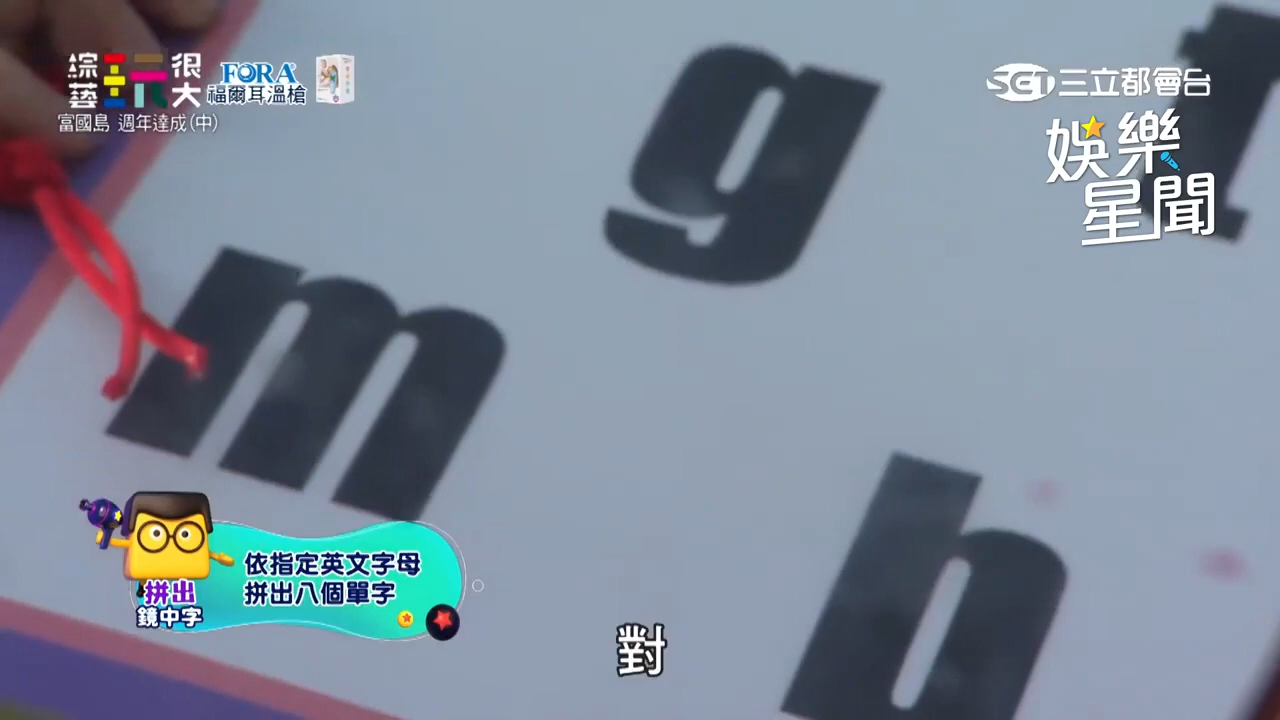 綜藝玩很大
FORA
福爾耳溫槍
富國島 週年達成(中)
SET三立都會台
娛樂
星聞
g
m
h
拼出
鏡中字
依指定英文字母
拼出八個單字
對